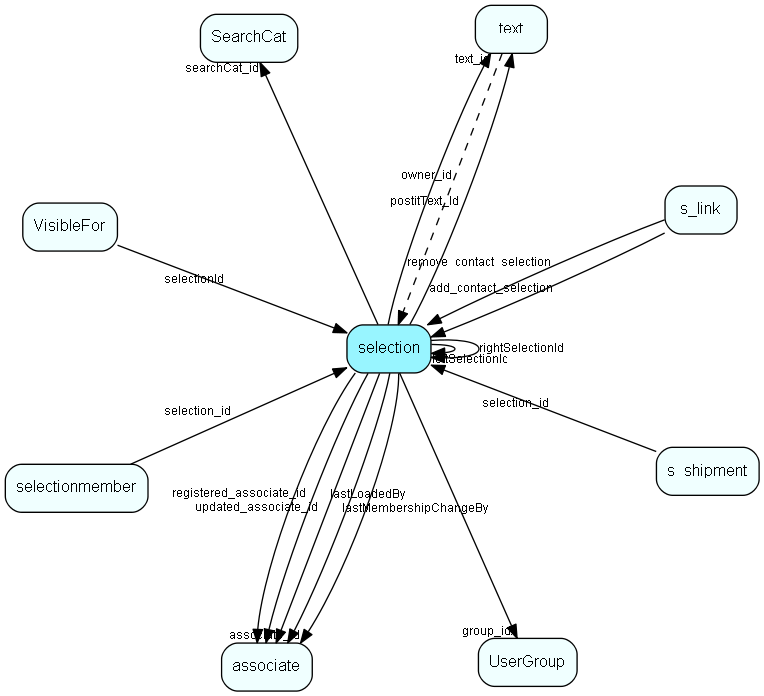 text
SearchCat
text_id
searchCat_id
owner_id
postitText_id
s_link
VisibleFor
remove_contact_selection
selectionId
add_contact_selection
selection
rightSelectionId
leftSelectionId
selection_id
selection_id
s_shipment
selectionmember
registered_associate_id
lastLoadedBy
updated_associate_id
lastMembershipChangeBy
associate_id
group_id
associate
UserGroup